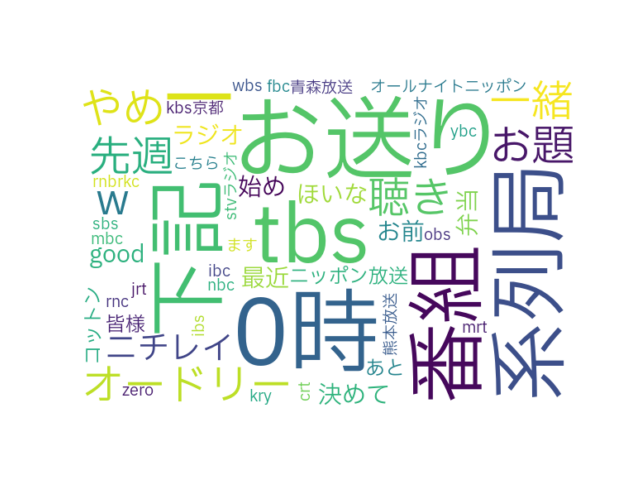 wbs fbc 青森放送 オールナイトニッポン
やめ ー kbs京都 一緒
お送り
ラジオ kbcラジオ ybc お題
先週 こちら stvラジオ
rnbrkc 始め ほいな 聴き 弁当
w 下記 tbs お前 obs 系列局
sbs
mbc
good ます ibc 最近 ニッポン放送 番組
nbc
jrt 0時
rnc
コットン 皆様 ibs 熊本放送 mrt
ニチレイ あと
オードリー 決めて
zero kry crt